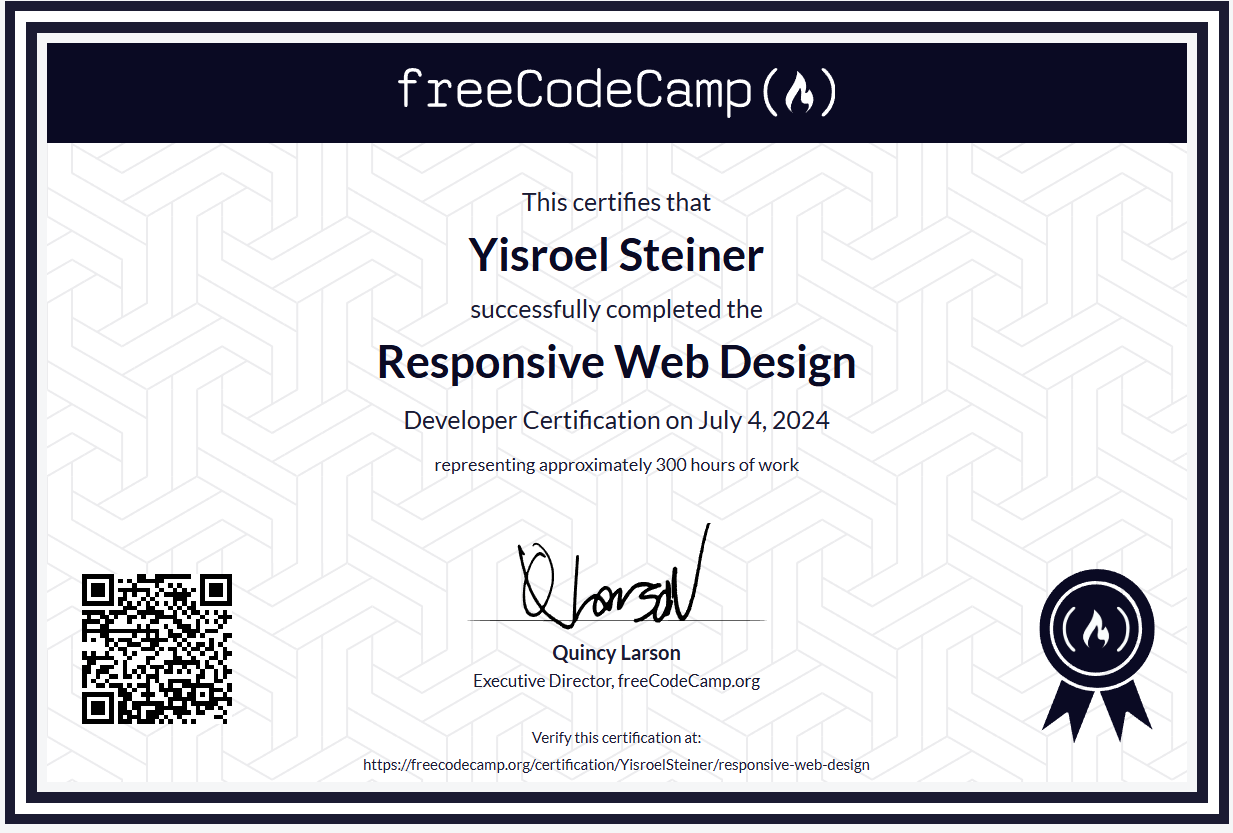 freeCodeCamp(🔥)
This certifies that
Yisroel Steiner
successfully completed the
Responsive Web Design
Developer Certification on July 4, 2024
representing approximately 300 hours of work
Q Larson
Quincy Larson
Executive Director, freeCodeCamp.org
Verify this certification at:
https://freecodecamp.org/certification/YisroelSteiner/responsive-web-design